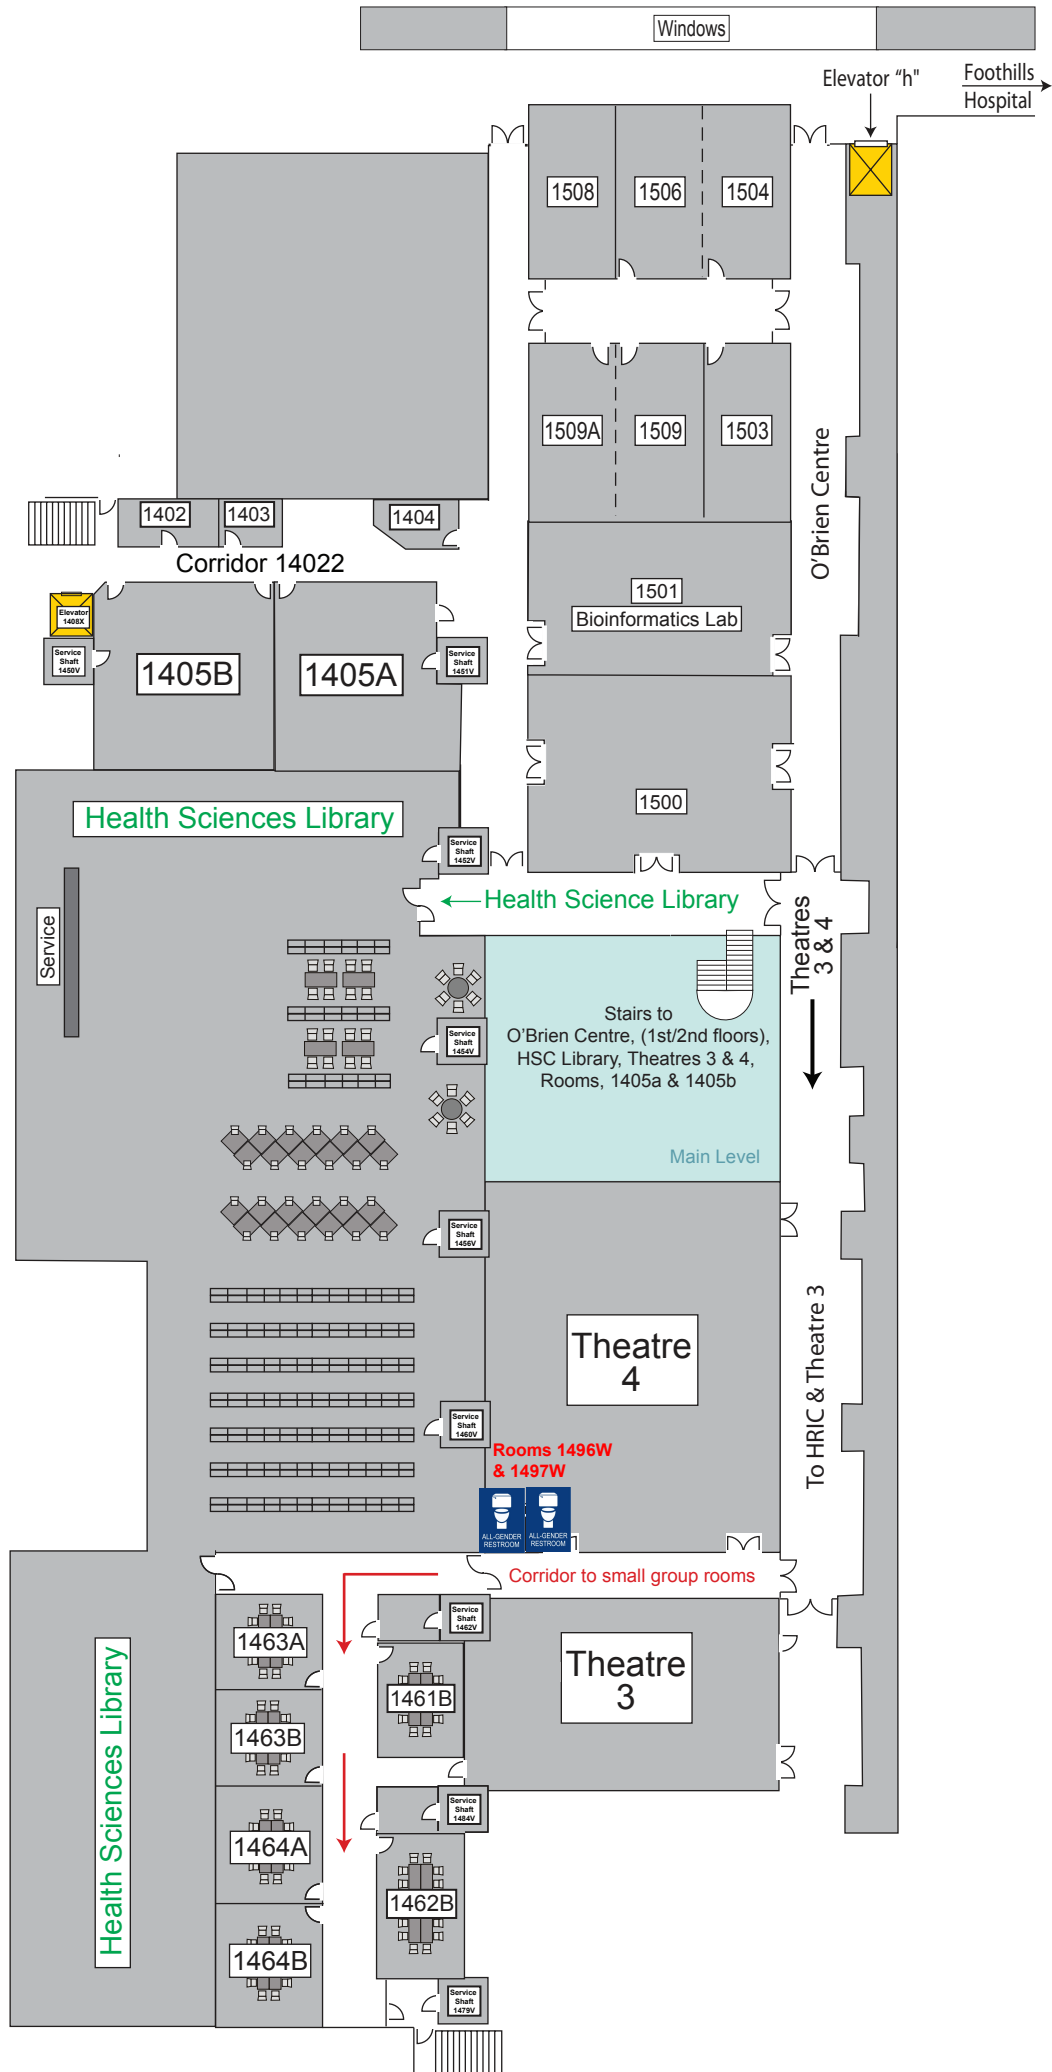 Windows
Elevator “h"
Foothills
Hospital
1508
1506
1504
1509A
1509
1503
O’Brien Centre
1402
1403
1404
Corridor 14022
1501
Bioinformatics Lab
Elevator
1408X
Service
Shaft
1450V
1405B
1405A
Service
Shaft
1451V
1500
Health Sciences Library
Service
Shaft
1452V
Health Science Library
Theatres
3 & 4
Service
Stairs to
O’Brien Centre, (1st/2nd floors),
HSC Library, Theatres 3 & 4,
Rooms, 1405a & 1405b
Service
Shaft
1454V
Main Level
Service
Shaft
1456V
Theatre
4
To HRIC & Theatre 3
Service
Shaft
1460V
Rooms 1496W
& 1497W
ALL-GENDER
RESTROOM
ALL-GENDER
RESTROOM
Corridor to small group rooms
Service
Shaft
1462V
1463A
Theatre
3
1461B
Health Sciences Library
1463B
Service
Shaft
1484V
1464A
1462B
1464B
Service
Shaft
1479V